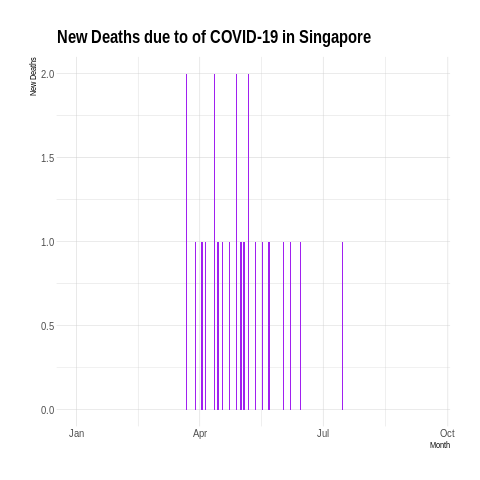 New Deaths due to of COVID-19 in Singapore
New Deaths
2.0
1.5
1.0
0.5
0.0
Jan Apr Jul Oct
Month